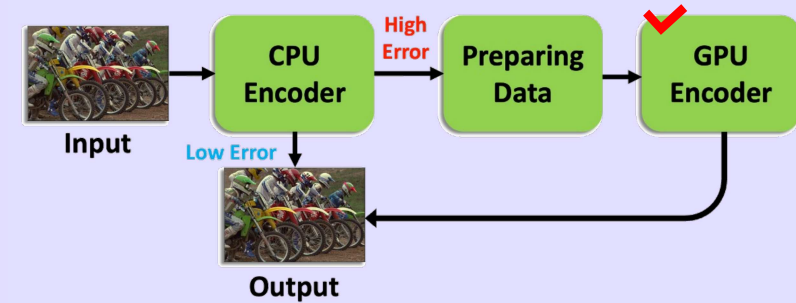 Input
CPU
Encoder
High
Error
Preparing
Data
GPU
Encoder
Low Error
Output